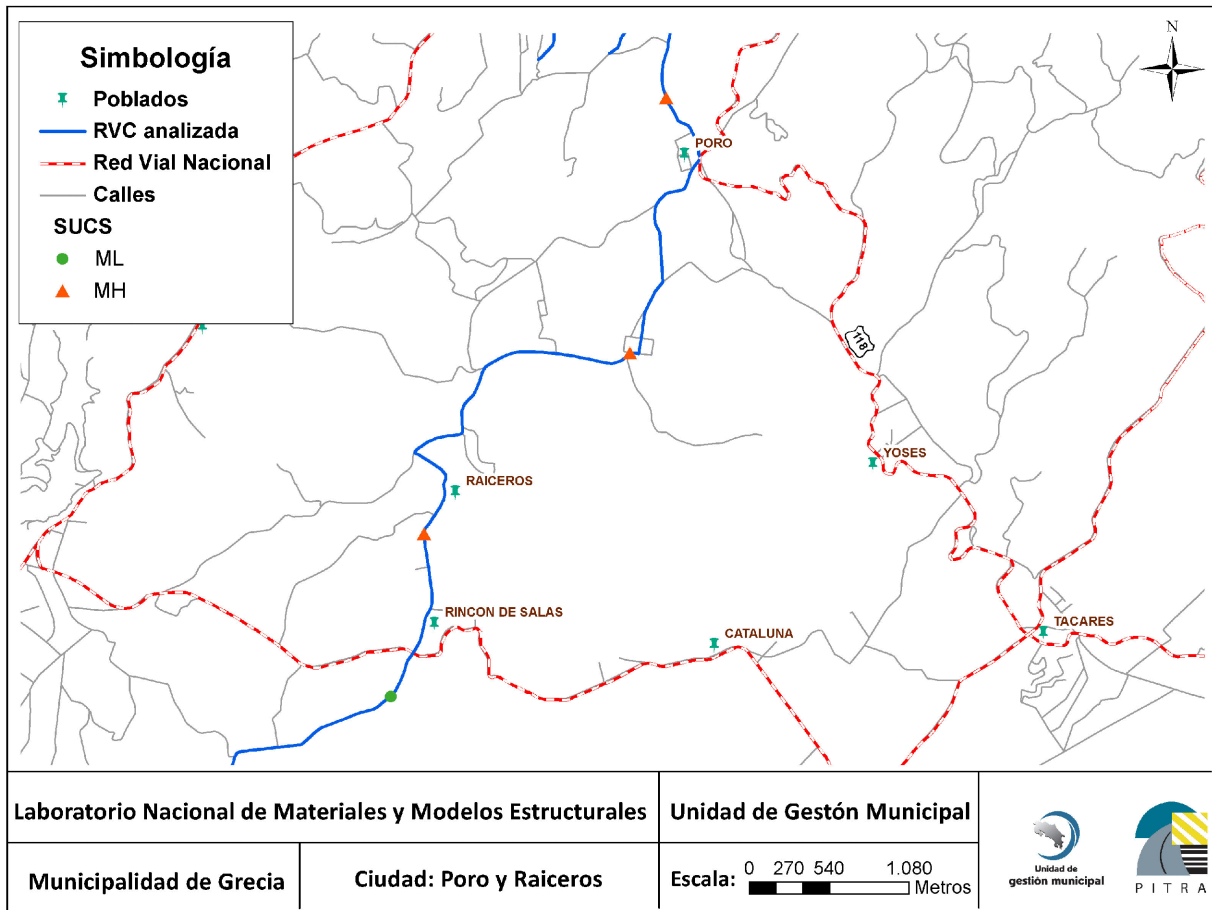 Simbología
Poblados
RVC analizada
Red Vial Nacional
Calles
SUCS
ML
MH
N
PORO
118
YOSES
RAICEROS
RINCON DE SALAS
CATALUNA
TACARES
Laboratorio Nacional de Materiales y Modelos Estructurales
Unidad de Gestón Municipal
Municipalidad de Grecia
Ciudad: Poro y Raiceros
Escala:
0 270 540 1.080
Metros
Unidad de
gestión municipal
PITRA